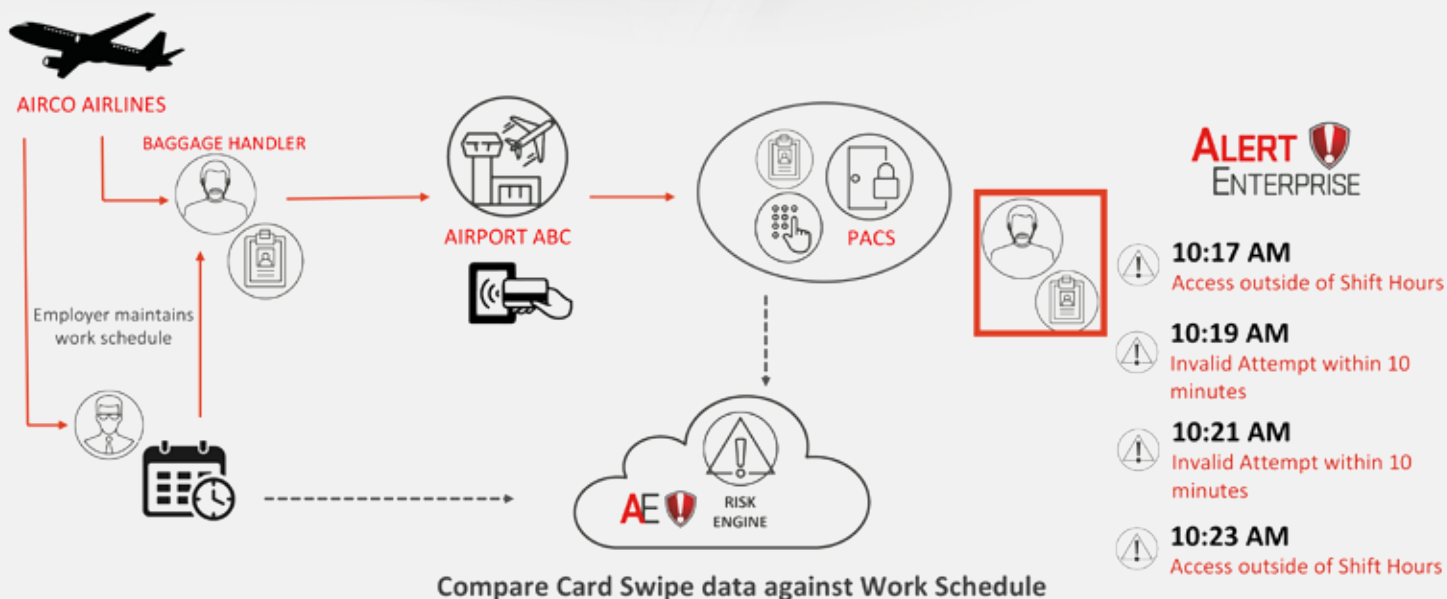 AIRCO AIRLINES
BAGGAGE HANDLER
Employer maintains
work schedule
AIRPORT ABC
PACS
AE
RISK
ENGINE
Compare Card Swipe data against Work Schedule
ALERT
ENTERPRISE
10:17 AM
Access outside of Shift Hours
10:19 AM
Invalid Attempt within 10
minutes
10:21 AM
Invalid Attempt within 10
minutes
10:23 AM
Access outside of Shift Hours